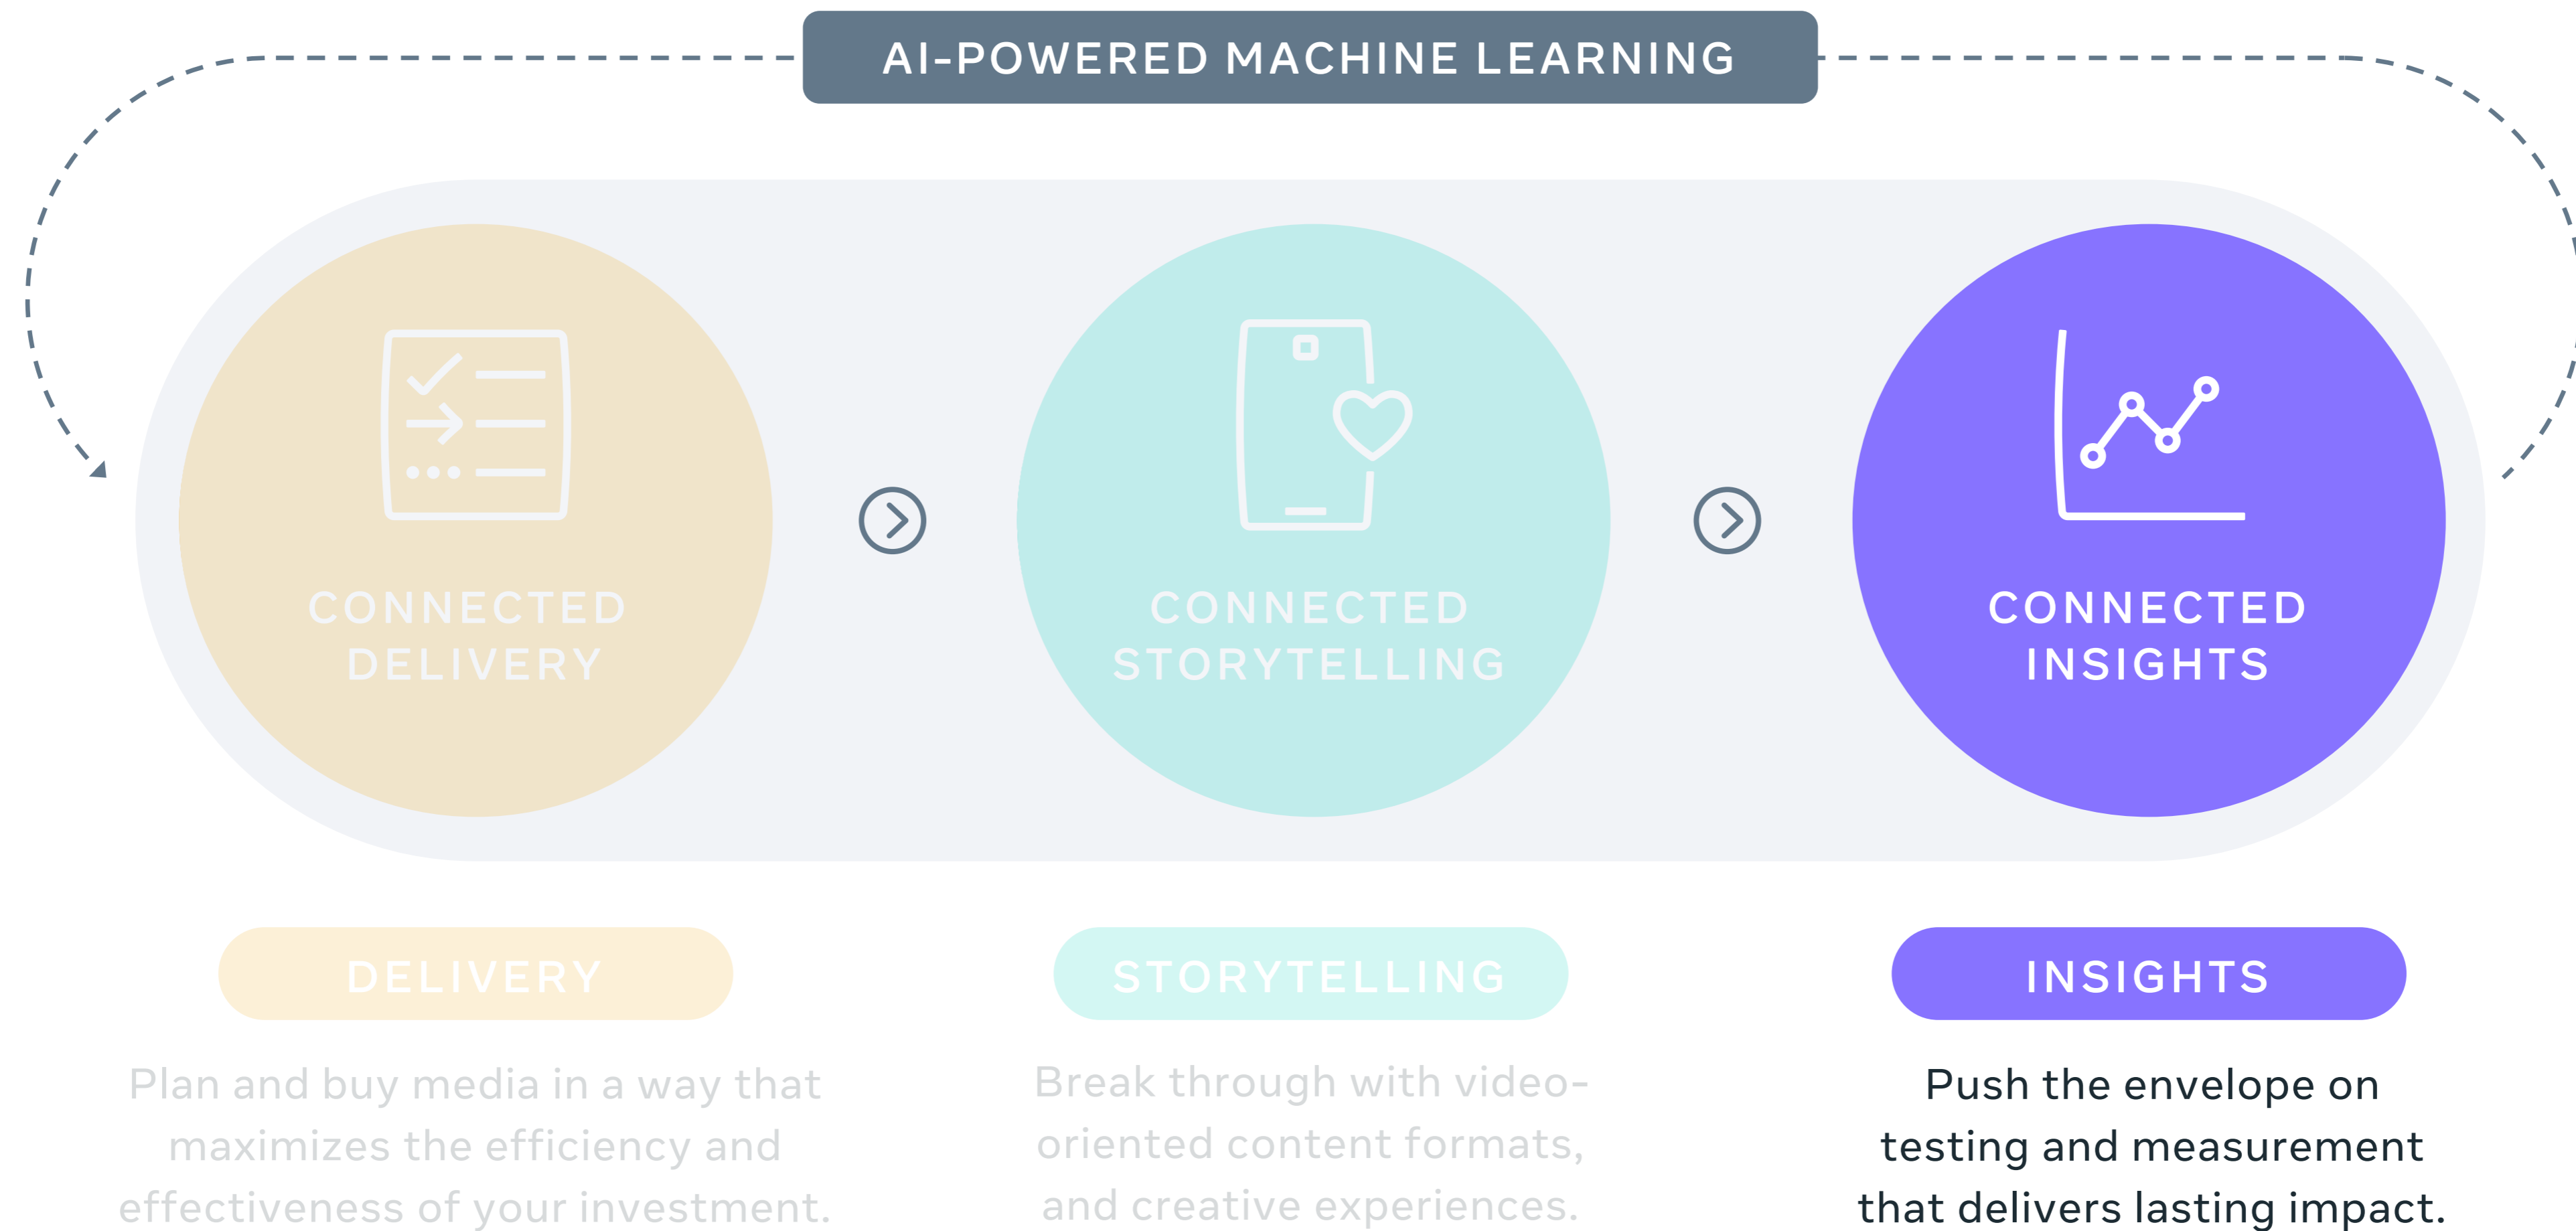 AI-POWERED MACHINE LEARNING
CONNECTED
DELIVERY
CONNECTED
STORYTELLING
CONNECTED
INSIGHTS
DELIVERY
Plan and buy media in a way that
maximizes the efficiency and
effectiveness of your investment.
STORYTELLING
Break through with video-
oriented content formats,
and creative experiences.
INSIGHTS
Push the envelope on
testing and measurement
that delivers lasting impact.